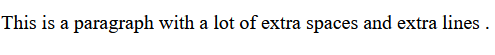 This is a paragraph with a lot of extra spaces and extra lines .